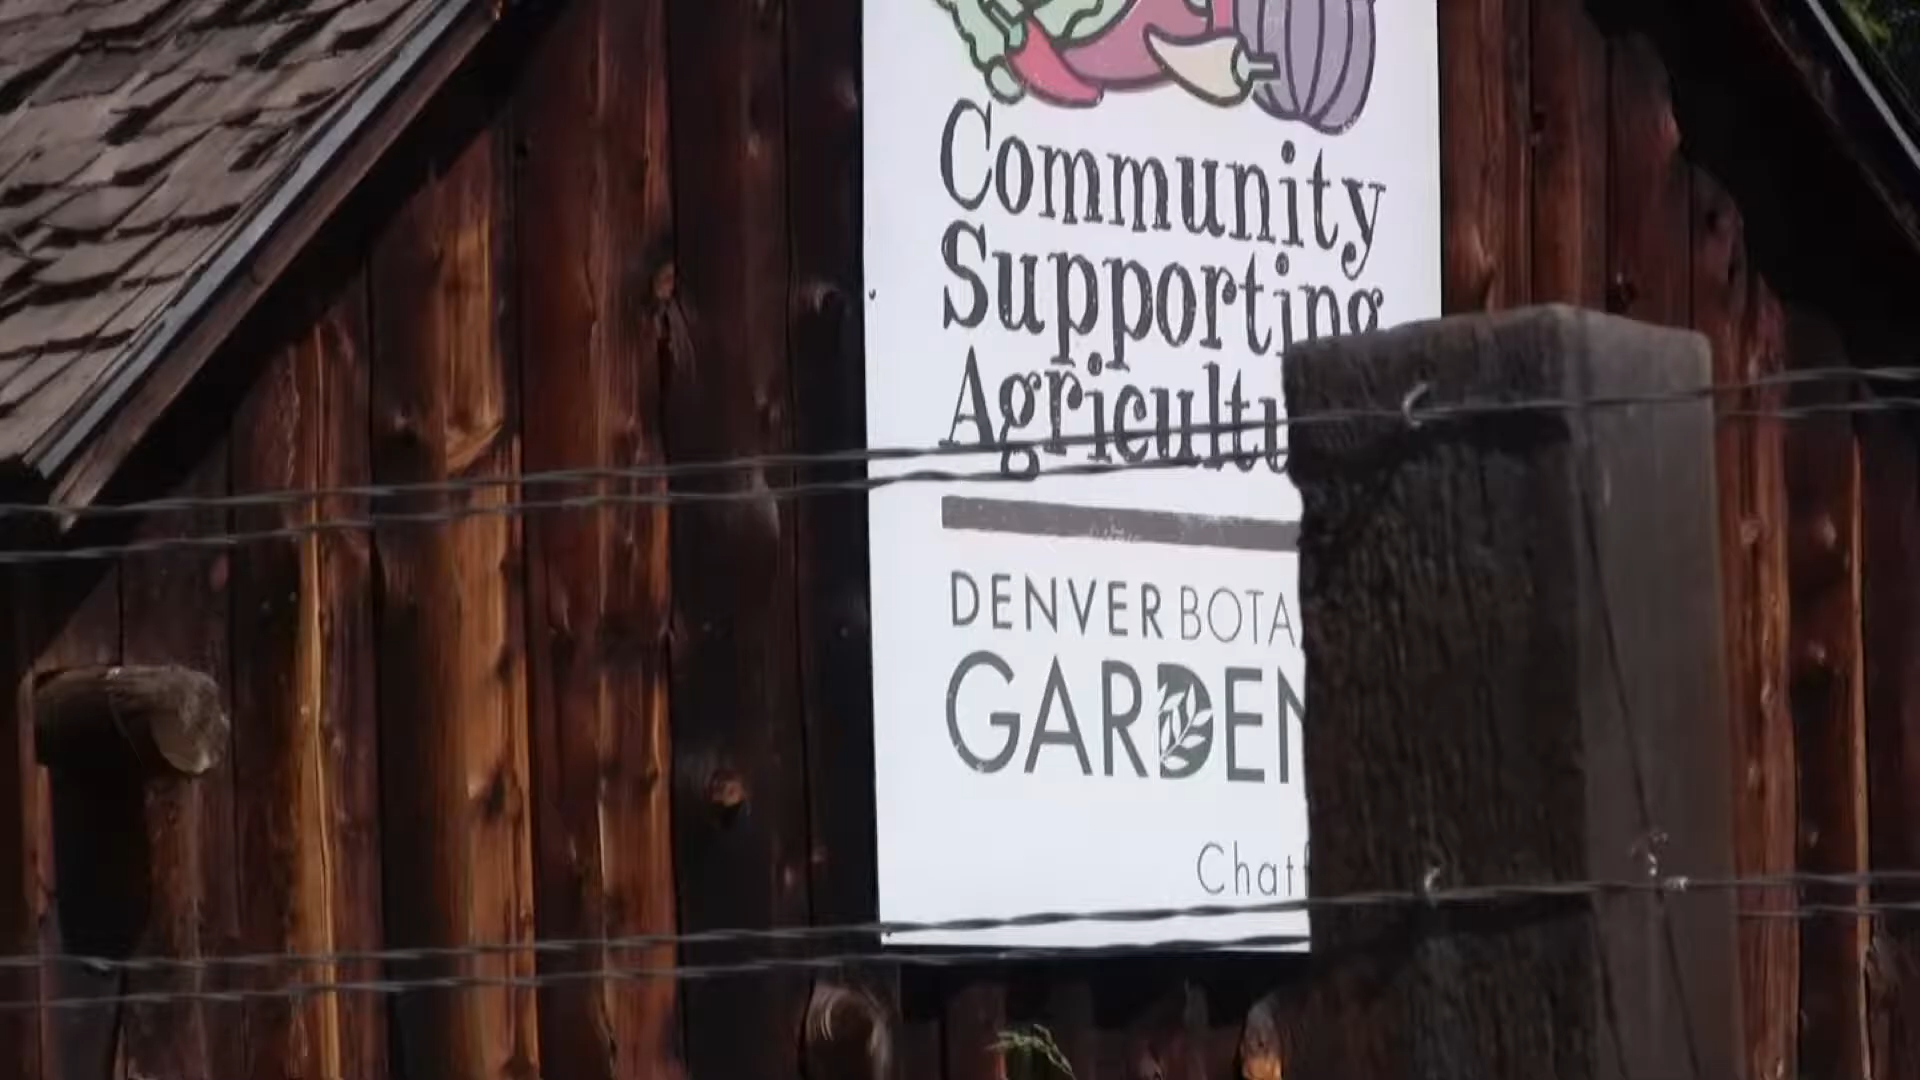 Community
Supporting
Agricultu
DENVER BOTA
GARDEN
Chatf